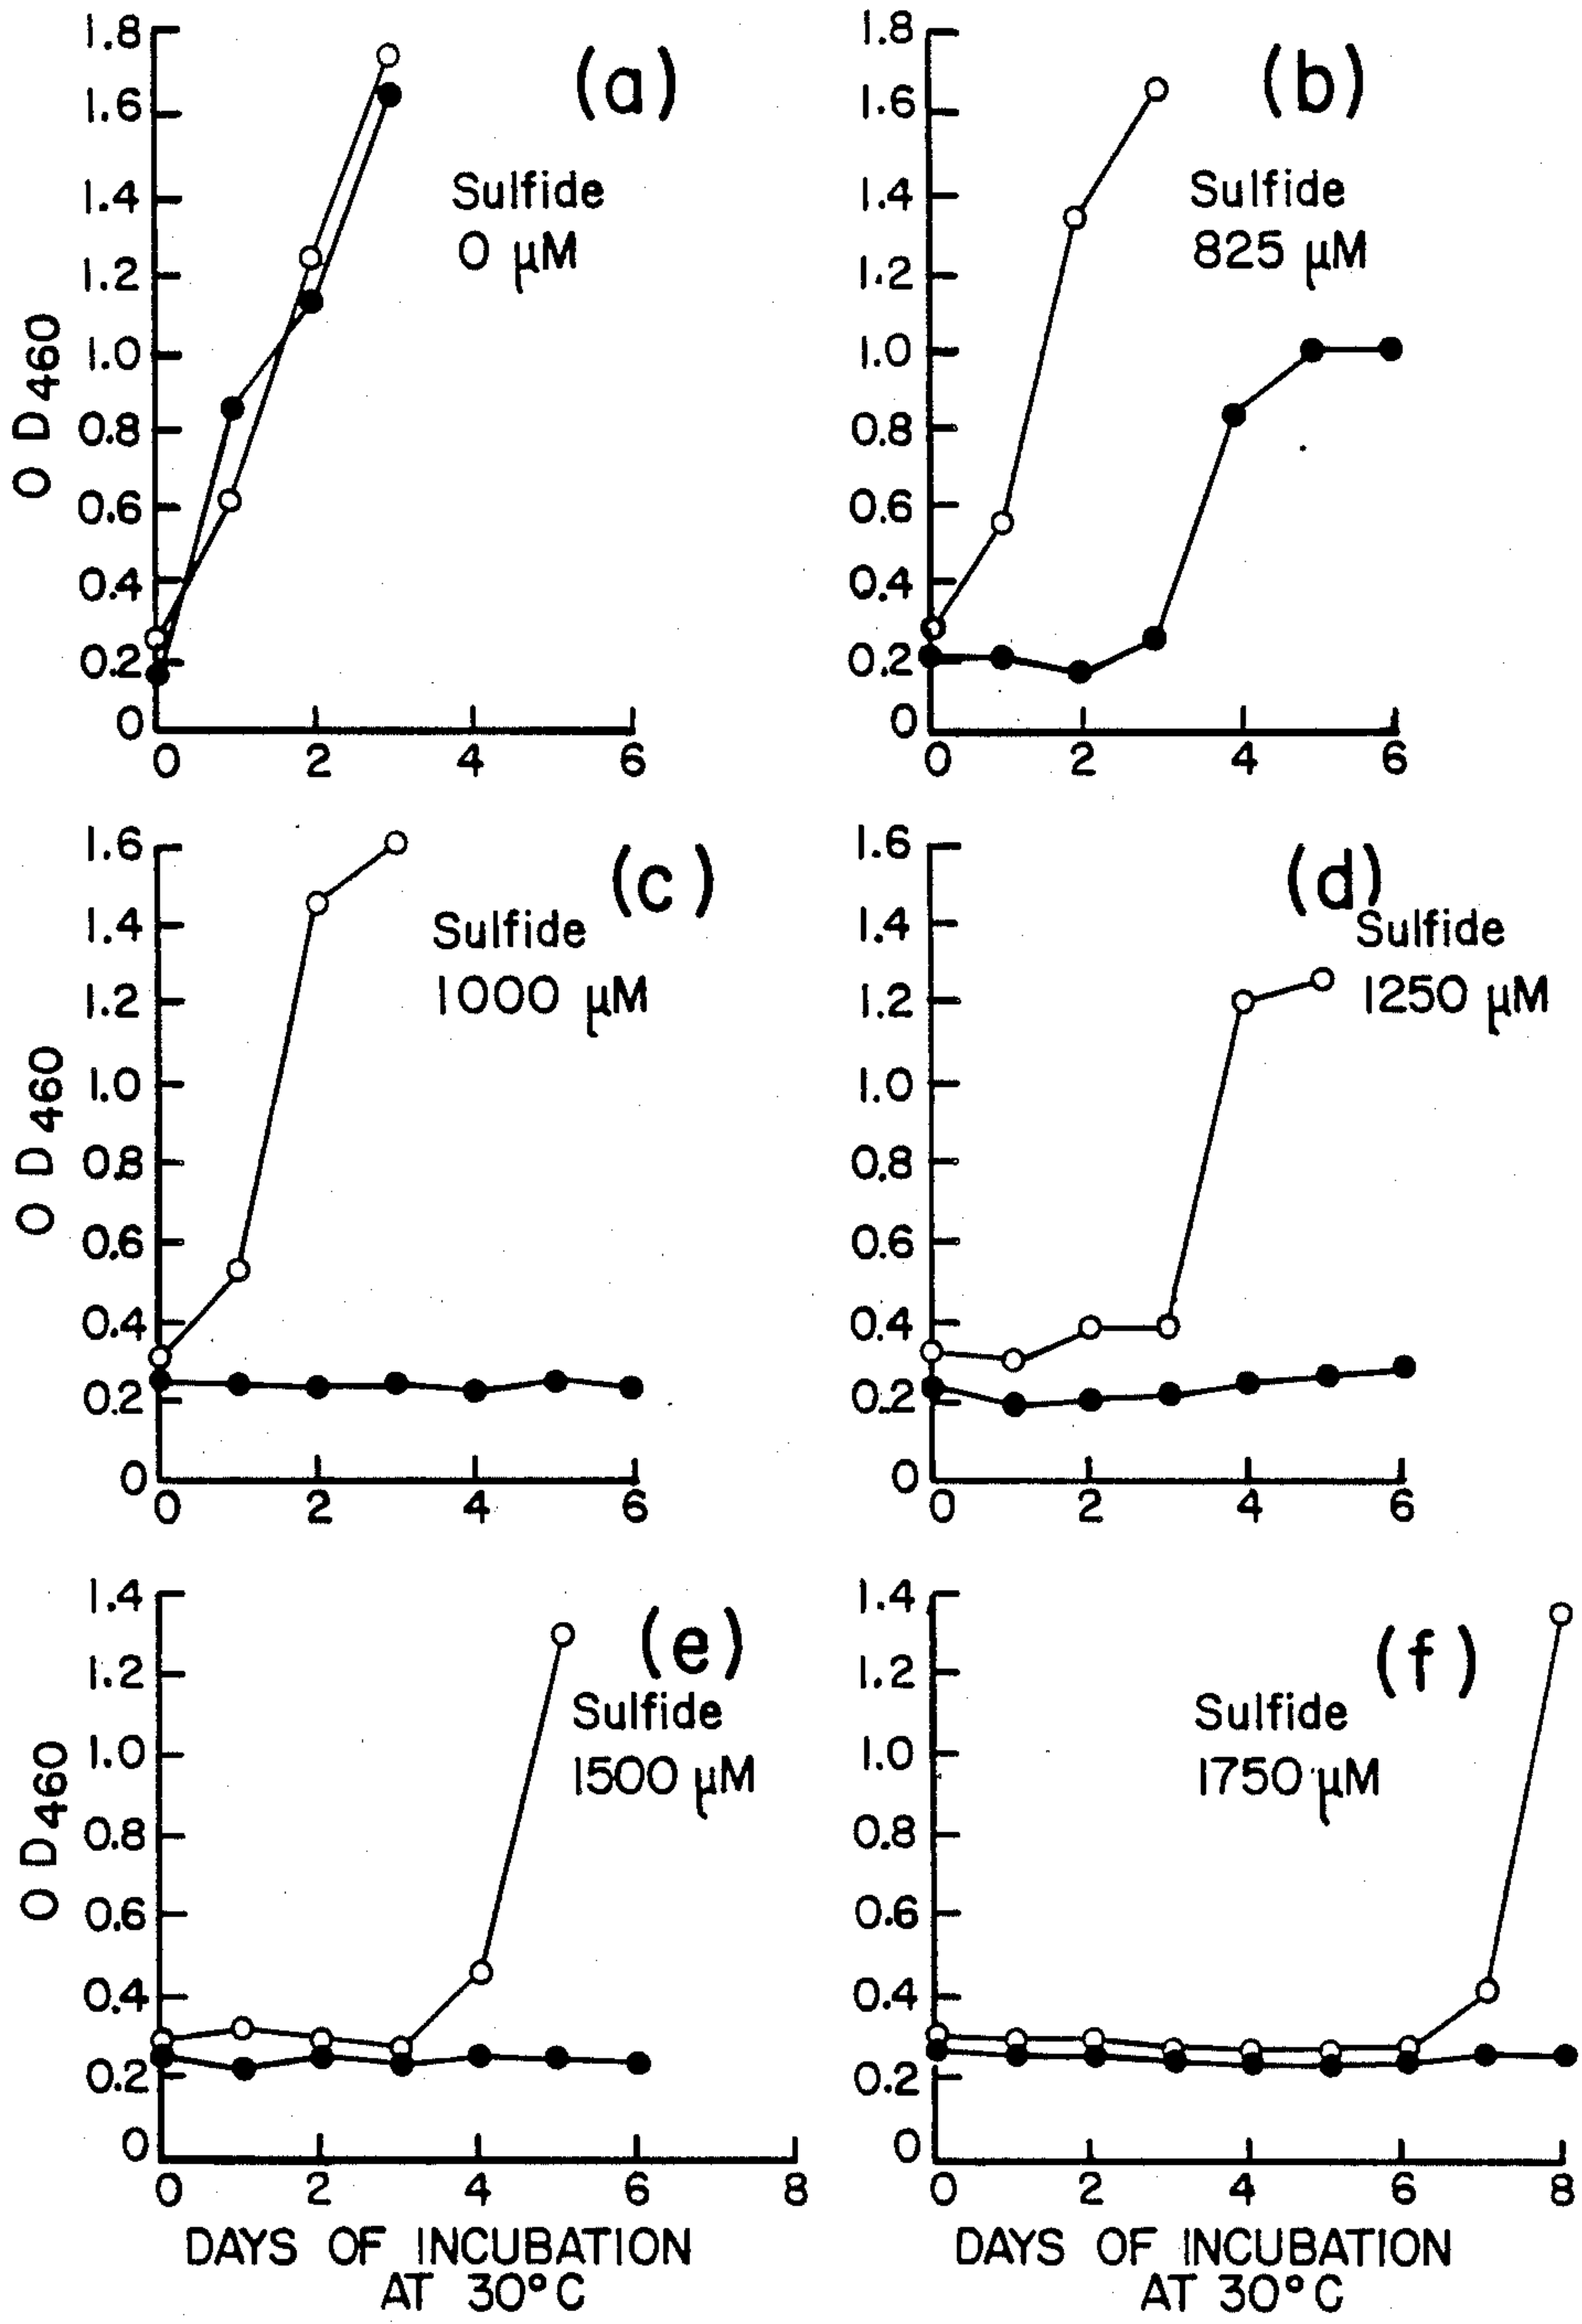 (a)
Sulfide
0 μM
O D460
1.8
1.6
1.4
1.2
1.0
0.8
0.6
0.4
0.2
0
0 2 4 6
(b)
Sulfide
825 μM
1.8
1.6
1.4
1.2
1.0
0.8
0.6
0.4
0.2
0
0 2 4 6
(c)
Sulfide
1000 μM
O D460
1.6
1.4
1.2
1.0
0.8
0.6
0.4
0.2
0
0 2 4 6
(d)
Sulfide
1250 μM
1.6
1.4
1.2
1.0
0.8
0.6
0.4
0.2
0
0 2 4 6
(e)
Sulfide
1500 μM
O D460
1.4
1.2
1.0
0.8
0.6
0.4
0.2
0
0 2 4 6 8
DAYS OF INCUBATION
AT 30°C
(f)
Sulfide
1750 μM
1.4
1.2
1.0
0.8
0.6
0.4
0.2
0
0 2 4 6 8
DAYS OF INCUBATION
AT 30°C